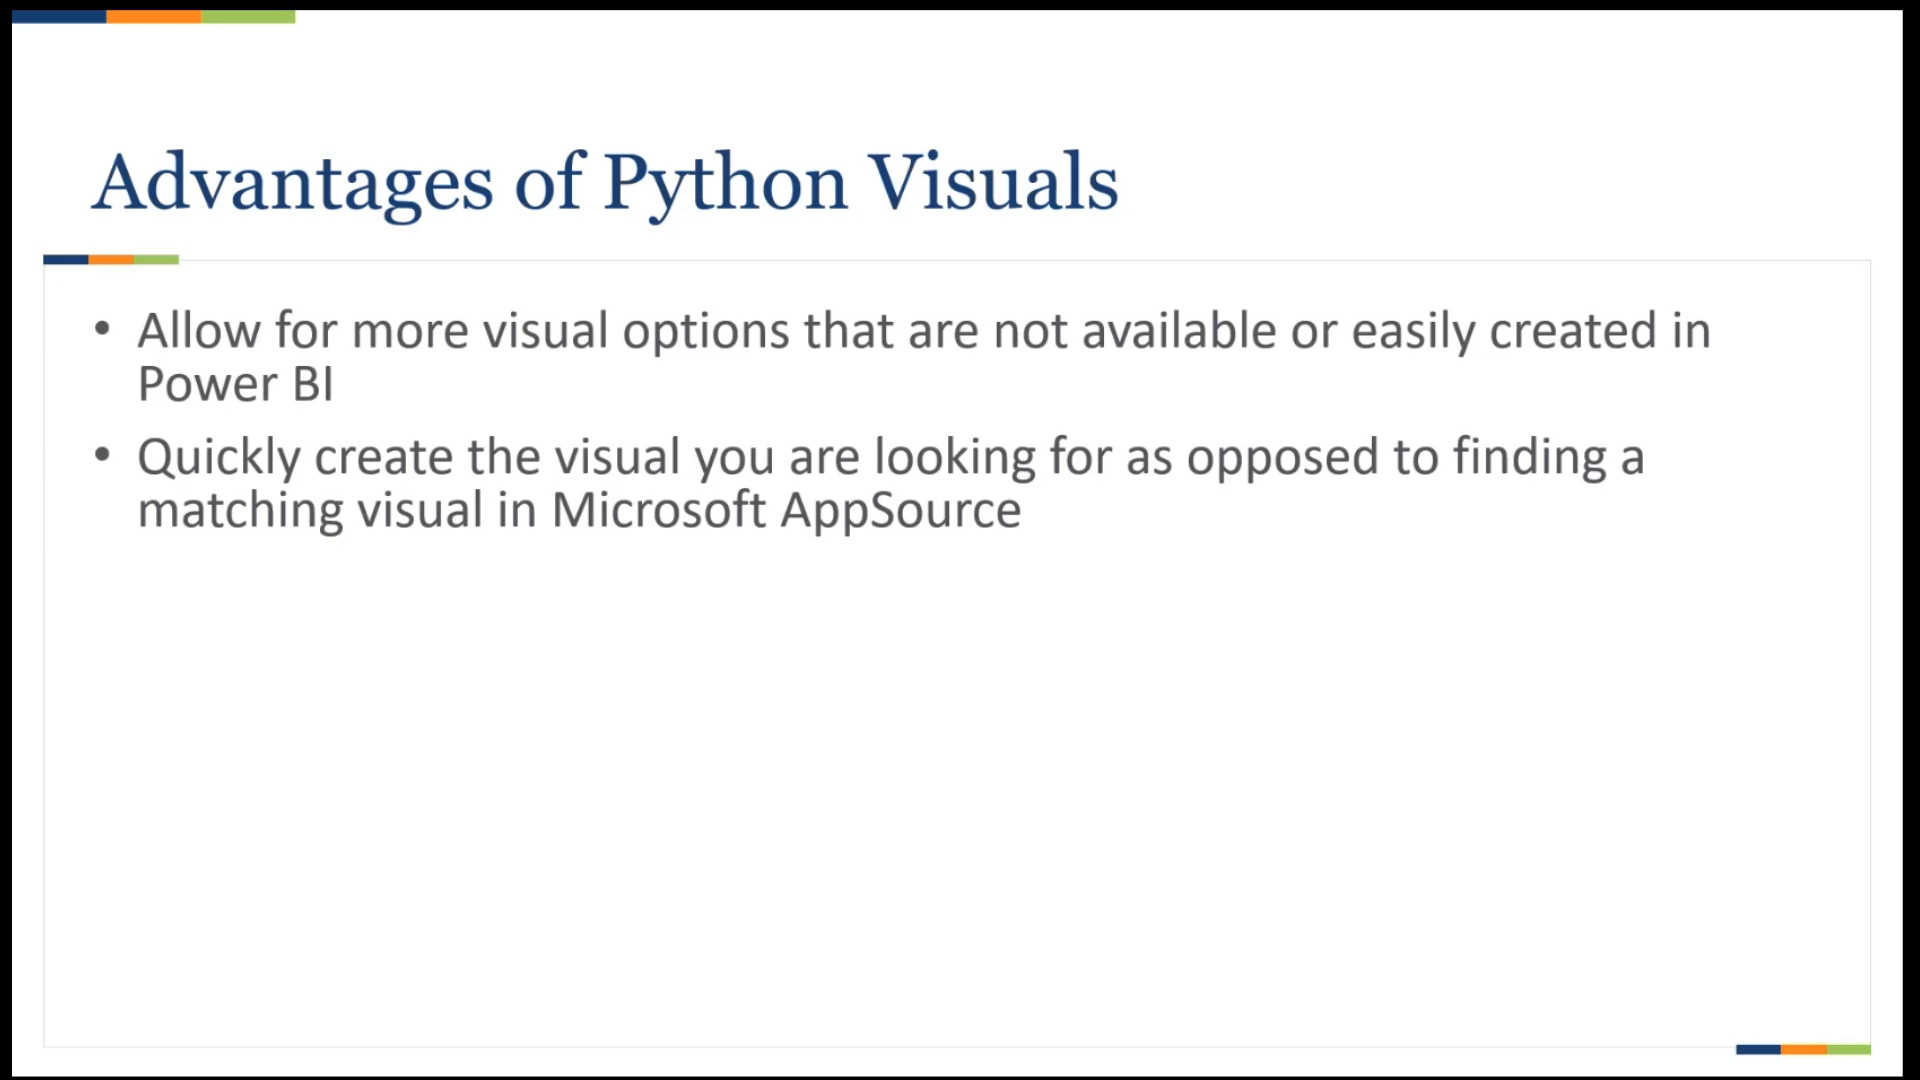 Advantages of Python Visuals
• Allow for more visual options that are not available or easily created in
Power BI
• Quickly create the visual you are looking for as opposed to finding a
matching visual in Microsoft AppSource